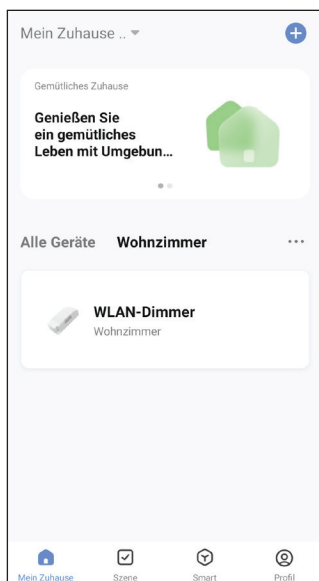 Mein Zuhause ..
Gemütliches Zuhause
Genießen Sie
ein gemütliches
Leben mit Umgebun...
Alle Geräte Wohnzimmer
WLAN-Dimmer
Wohnzimmer
Mein Zuhause Szene Smart Profil